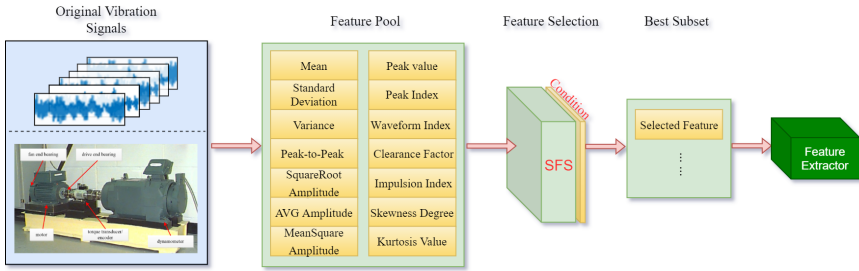 Original Vibration
Signals
Feature Pool
Feature Selection
Best Subset
fan end bearing
drive end bearing
motor
torque transducer/
encoder
dynamometer
Mean
Standard
Deviation
Variance
Peak-to-Peak
SquareRoot
Amplitude
AVG Amplitude
MeanSquare
Amplitude
Peak value
Peak Index
Waveform Index
Clearance Factor
Impulsion Index
Skewness Degree
Kurtosis Value
Condition
SFS
Selected Feature
Feature
Extractor